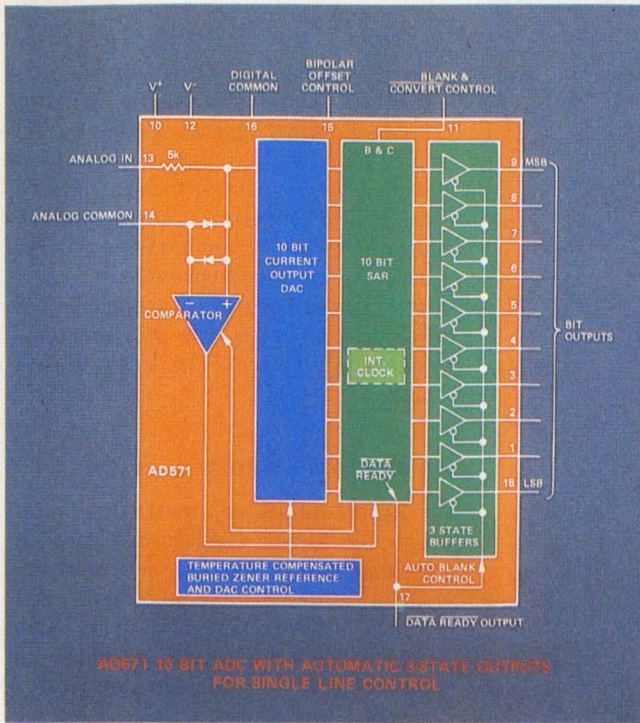 BIPOLAR
DIGITAL OFFSET BLANK &
V+ V- COMMON CONTROL CONVERT CONTROL
10 12 16 15 11
ANALOG IN 13 5k B & C 9 MSB
8
ANALOG COMMON 14
7
10 BIT 10 BIT
CURRENT SAR
OUTPUT
DAC
6
− +
COMPARATOR
5
BIT
OUTPUTS
4
INT.
CLOCK
3
2
1
AD571
DATA
READY
18 LSB
3 STATE
BUFFERS
TEMPERATURE COMPENSATED
BURIED ZENER REFERENCE
AND DAC CONTROL
AUTO BLANK
CONTROL
17
DATA READY OUTPUT
AD571 10 BIT ADC WITH AUTOMATIC 3-STATE OUTPUTS
FOR SINGLE LINE CONTROL